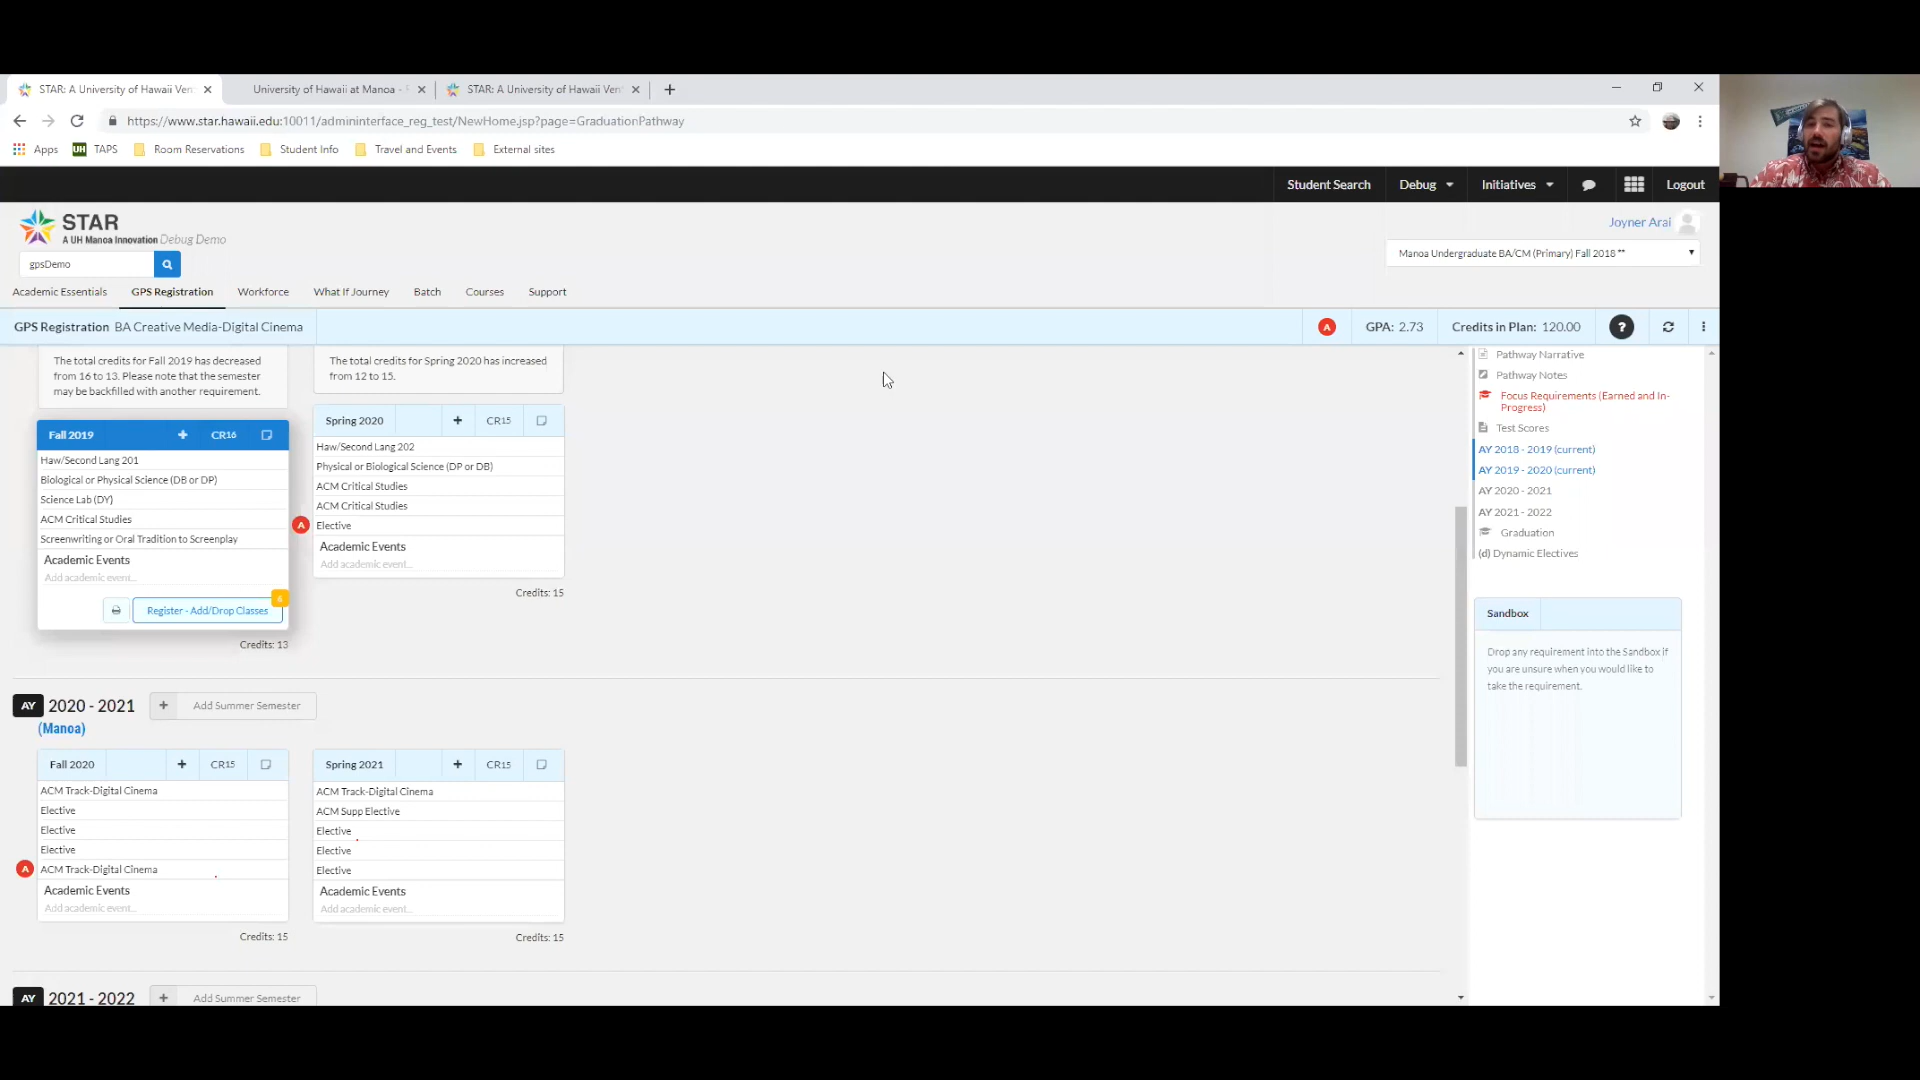 STAR: A University of Hawaii Ven
University of Hawaii at Manoa -
STAR: A University of Hawaii Ven
https://www.star.hawaii.edu:10011/admininterface_reg_test/NewHome.jsp?page=GraduationPathway
Apps
UH TAPS
Room Reservations
Student Info
Travel and Events
External sites
Student Search
Debug
Initiatives
Logout
STAR
A UH Manoa Innovation Debug Demo
Joyner Arai
gpsDemo
Manoa Undergraduate BA/CM (Primary) Fall 2018 **
Academic Essentials
GPS Registration
Workforce
What If Journey
Batch
Courses
Support
GPS Registration BA Creative Media-Digital Cinema
A
GPA: 2.73
Credits in Plan: 120.00
?
The total credits for Fall 2019 has decreased
from 16 to 13. Please note that the semester
may be backfilled with another requirement.
The total credits for Spring 2020 has increased
from 12 to 15.
Fall 2019 + CR16
Haw/Second Lang 201
Biological or Physical Science (DB or DP)
Science Lab (DY)
ACM Critical Studies
Screenwriting or Oral Tradition to Screenplay
Academic Events
Add academic event...
Register - Add/Drop Classes
Credits: 13
Spring 2020 + CR15
Haw/Second Lang 202
Physical or Biological Science (DP or DB)
ACM Critical Studies
ACM Critical Studies
A Elective
Academic Events
Add academic event...
Credits: 15
AY 2020 - 2021 + Add Summer Semester
(Manoa)
Fall 2020 + CR15
ACM Track-Digital Cinema
Elective
Elective
Elective
A ACM Track-Digital Cinema
Academic Events
Add academic event...
Credits: 15
Spring 2021 + CR15
ACM Track-Digital Cinema
ACM Supp Elective
Elective
Elective
Elective
Academic Events
Add academic event...
Credits: 15
AY 2021 - 2022 + Add Summer Semester
Pathway Narrative
Pathway Notes
Focus Requirements (Earned and In-
Progress)
Test Scores
AY 2018 - 2019 (current)
AY 2019 - 2020 (current)
AY 2020 - 2021
AY 2021 - 2022
Graduation
(d) Dynamic Electives
Sandbox
Drop any requirement into the Sandbox if
you are unsure when you would like to
take the requirement.